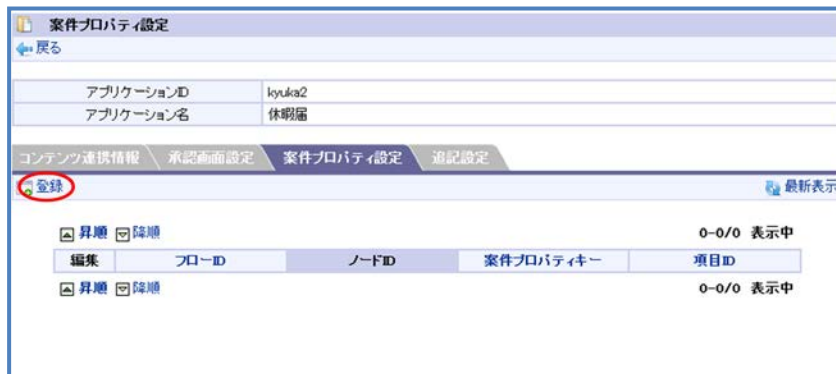 案件プロパティ設定
戻る
アプリケーションID kyuka2
アプリケーション名 休暇届
コンテンツ連携情報 承認画面設定 案件プロパティ設定 追記設定
登録 最新表示
昇順 降順 0-0/0 表示中
編集 フローID ノードID 案件プロパティキー 項目ID
昇順 降順 0-0/0 表示中